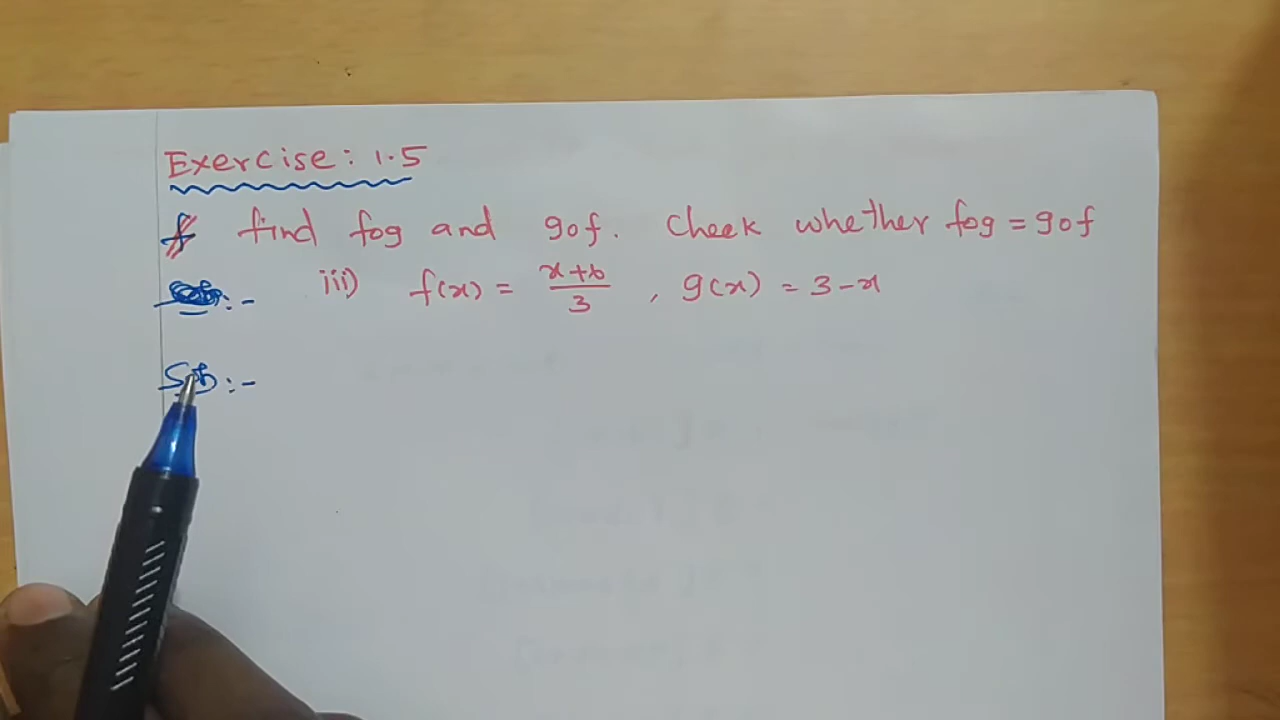 Exercise: 1.5
find fog and gof. Check whether fog = gof
:- iii) f(x) = x+6/3 , g(x) = 3-x
Sol :-